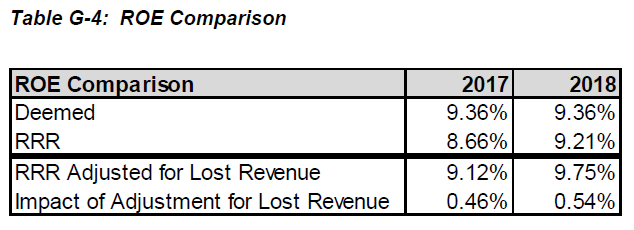 Table G-4: ROE Comparison
ROE Comparison 2017 2018
Deemed 9.36% 9.36%
RRR 8.66% 9.21%
RRR Adjusted for Lost Revenue 9.12% 9.75%
Impact of Adjustment for Lost Revenue 0.46% 0.54%